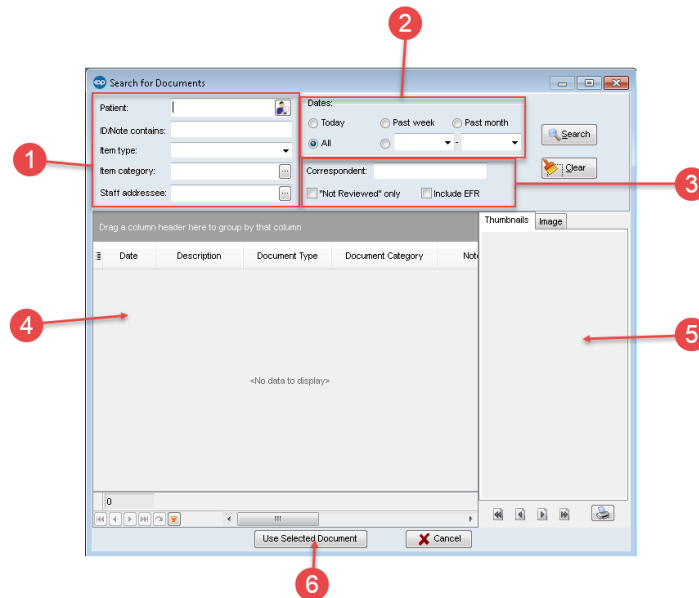 2
Search for Documents
Patient:
Dates:
Today Past week Past month
ID/Note contains:
Search
Item type:
All -
1
Item category:
Correspondent:
Clear
3
Staff addressee:
"Not Reviewed" only Include EFR
Drag a column header here to group by that column
Thumbnails Image
Date Description Document Type Document Category Note
4
5
<No data to display>
0
Use Selected Document Cancel
6